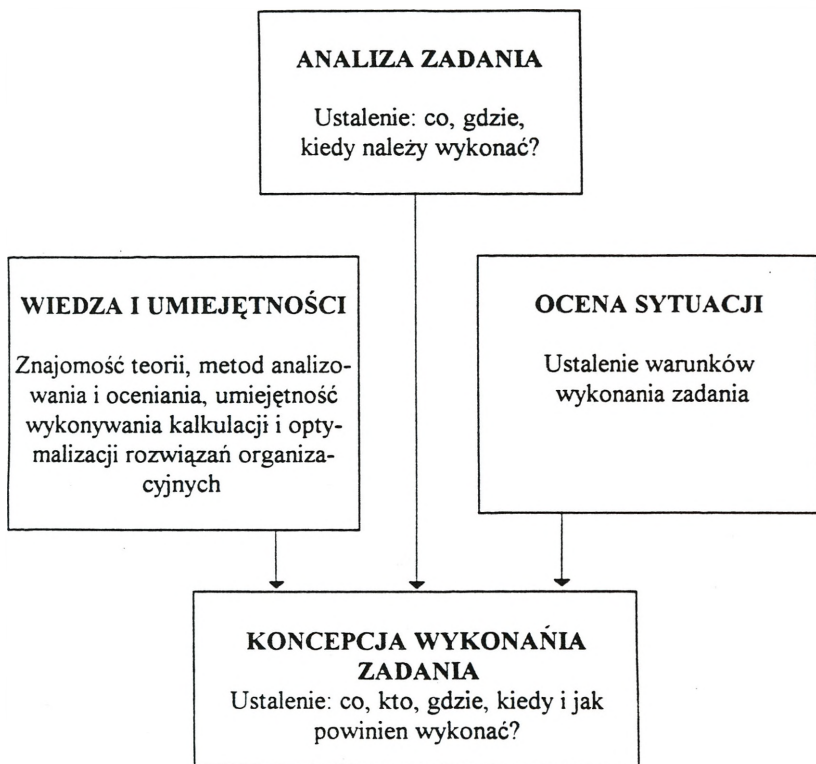 ANALIZA ZADANIA
Ustalenie: co, gdzie,
kiedy należy wykonać?
WIEDZA I UMIEJĘTNOŚCI
Znajomość teorii, metod analizo-
wania i oceniania, umiejętność
wykonywania kalkulacji i opty-
malizacji rozwiązań organiza-
cyjnych
OCENA SYTUACJI
Ustalenie warunków
wykonania zadania
KONCEPCJA WYKONAŃIA
ZADANIA
Ustalenie: co, kto, gdzie, kiedy i jak
powinien wykonać?